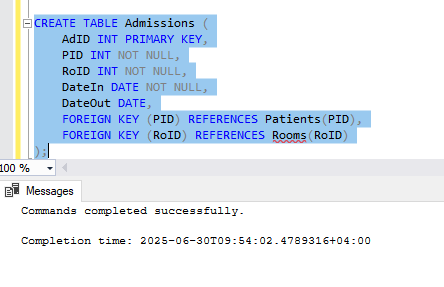 CREATE TABLE Admissions (
AdID INT PRIMARY KEY,
PID INT NOT NULL,
RoID INT NOT NULL,
DateIn DATE NOT NULL,
DateOut DATE,
FOREIGN KEY (PID) REFERENCES Patients(PID),
FOREIGN KEY (RoID) REFERENCES Rooms(RoID)
);
100 %
Messages
Commands completed successfully.
Completion time: 2025-06-30T09:54:02.4789316+04:00